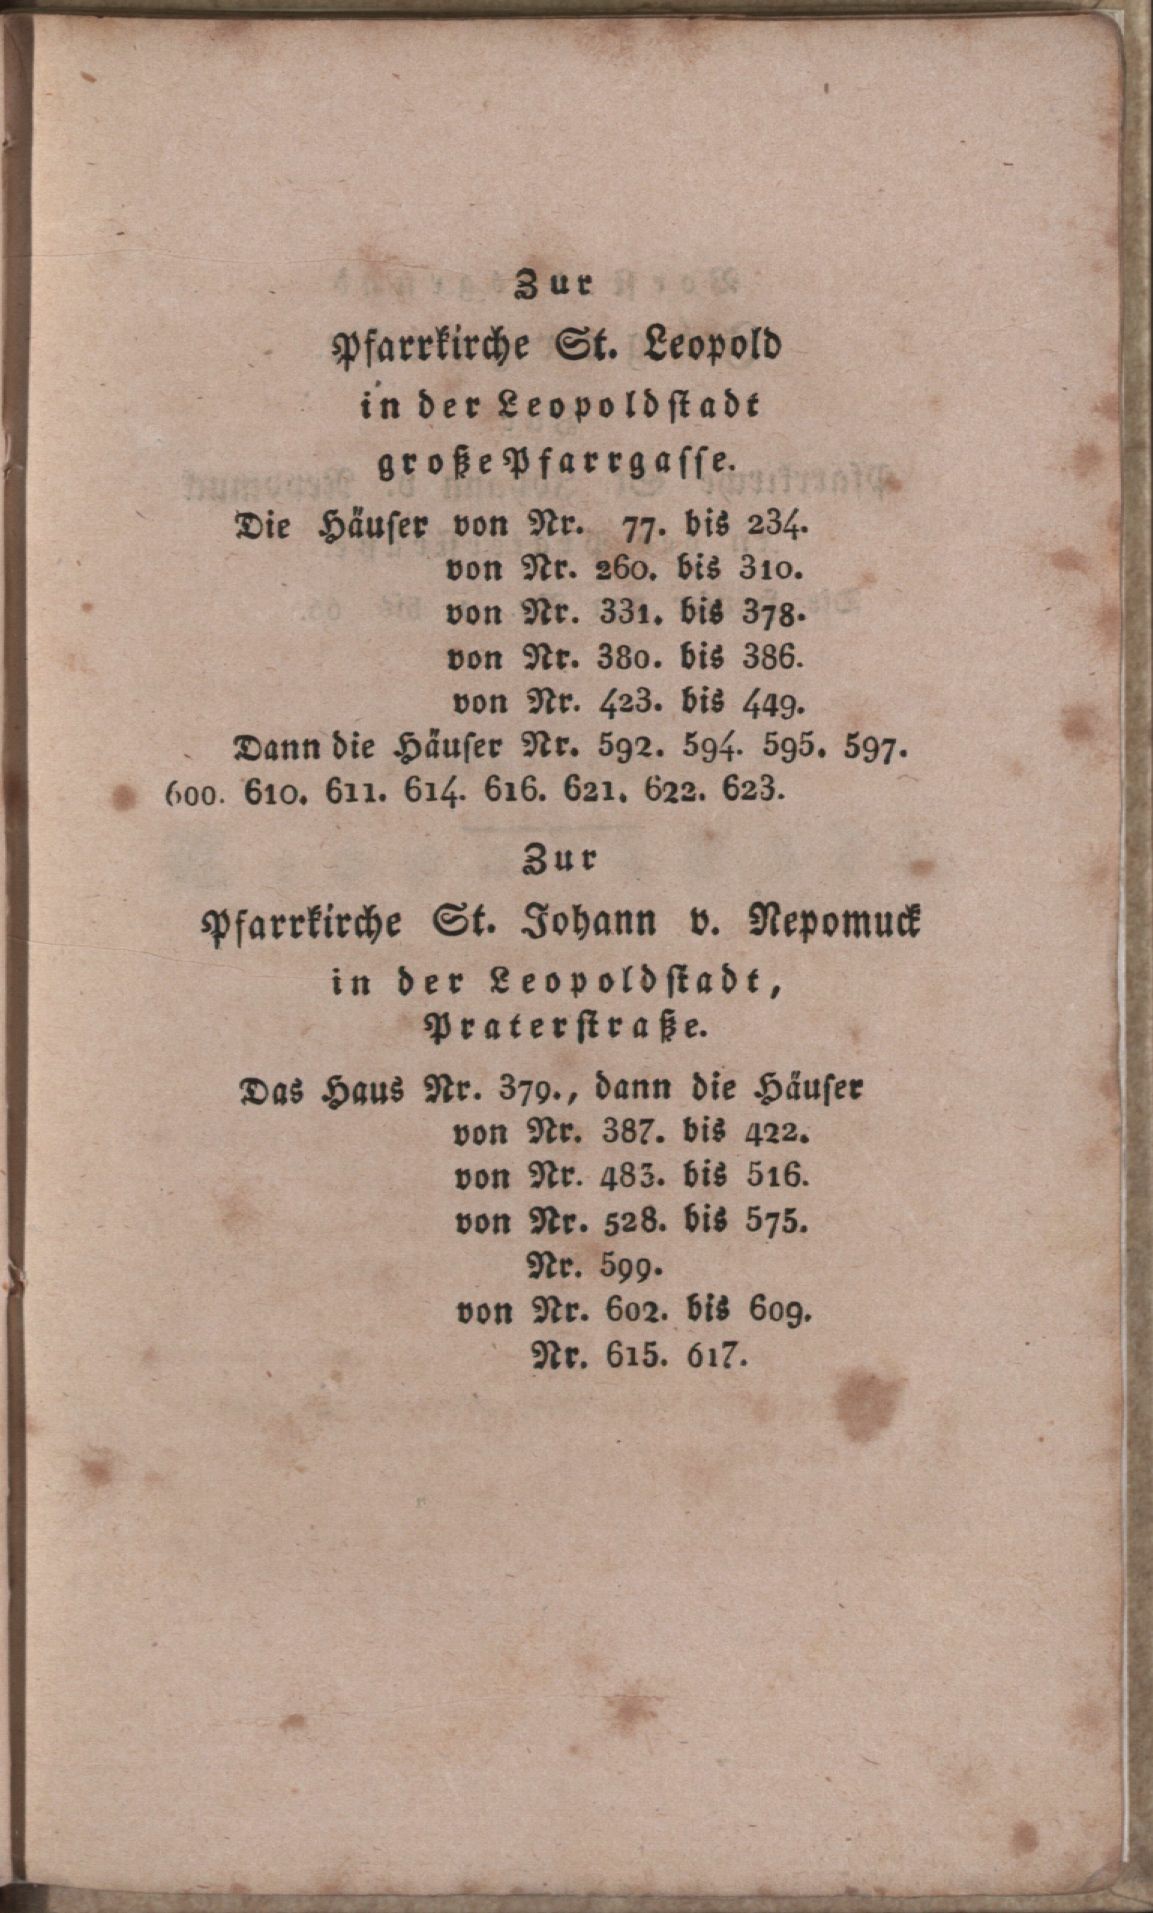 Zur
Pfarrkirche St. Leopold
in der Leopoldstadt
große Pfarrgasse.
Die Häuser von Nr. 77. bis 234.
von Nr. 260. bis 310.
von Nr. 331. bis 378.
von Nr. 380. bis 386.
von Nr. 423. bis 449.
Dann die Häuser Nr. 592. 594. 595. 597.
600. 610. 611. 614. 616. 621. 622. 623.
Zur
Pfarrkirche St. Johann v. Nepomuck
in der Leopoldstadt,
Praterstraße.
Das Haus Nr. 379., dann die Häuser
von Nr. 387. bis 422.
von Nr. 483. bis 516.
von Nr. 528. bis 575.
Nr. 599.
von Nr. 602. bis 609.
Nr. 615. 617.